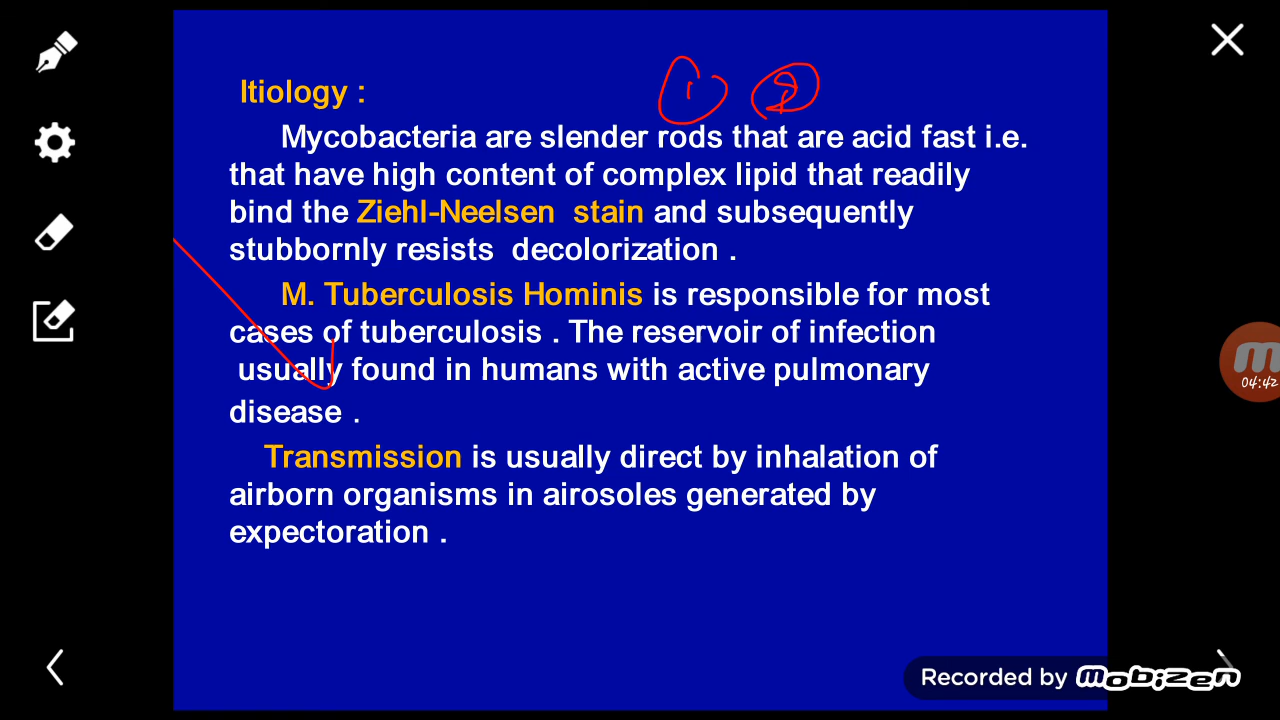 1 2
Itiology :
Mycobacteria are slender rods that are acid fast i.e.
that have high content of complex lipid that readily
bind the Ziehl-Neelsen stain and subsequently
stubbornly resists decolorization .
M. Tuberculosis Hominis is responsible for most
cases of tuberculosis . The reservoir of infection
usually found in humans with active pulmonary
disease .
Transmission is usually direct by inhalation of
airborn organisms in airosoles generated by
expectoration .
04:42
Recorded by Mobizen